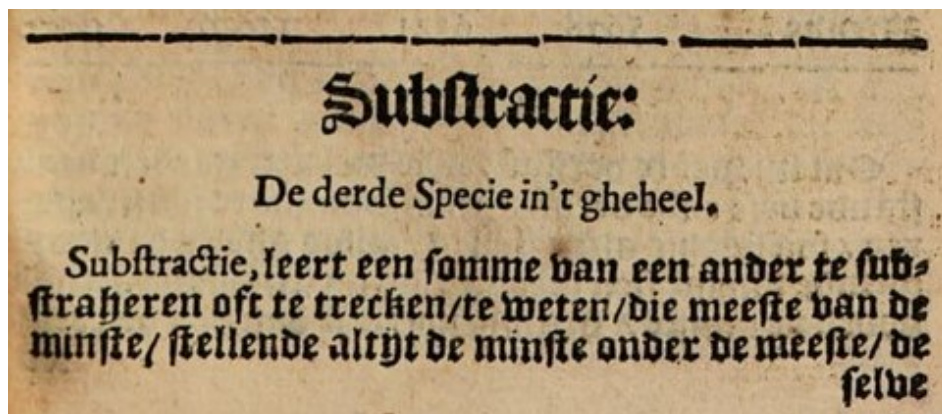 Substractie:
De derde Specie in't gheheel.
Substractie, leert een somme van een ander te sub-
straheren oft te trecken/te weten/die meeste van de
minste/ stellende altijt de minste onder de meeste/ de
selve